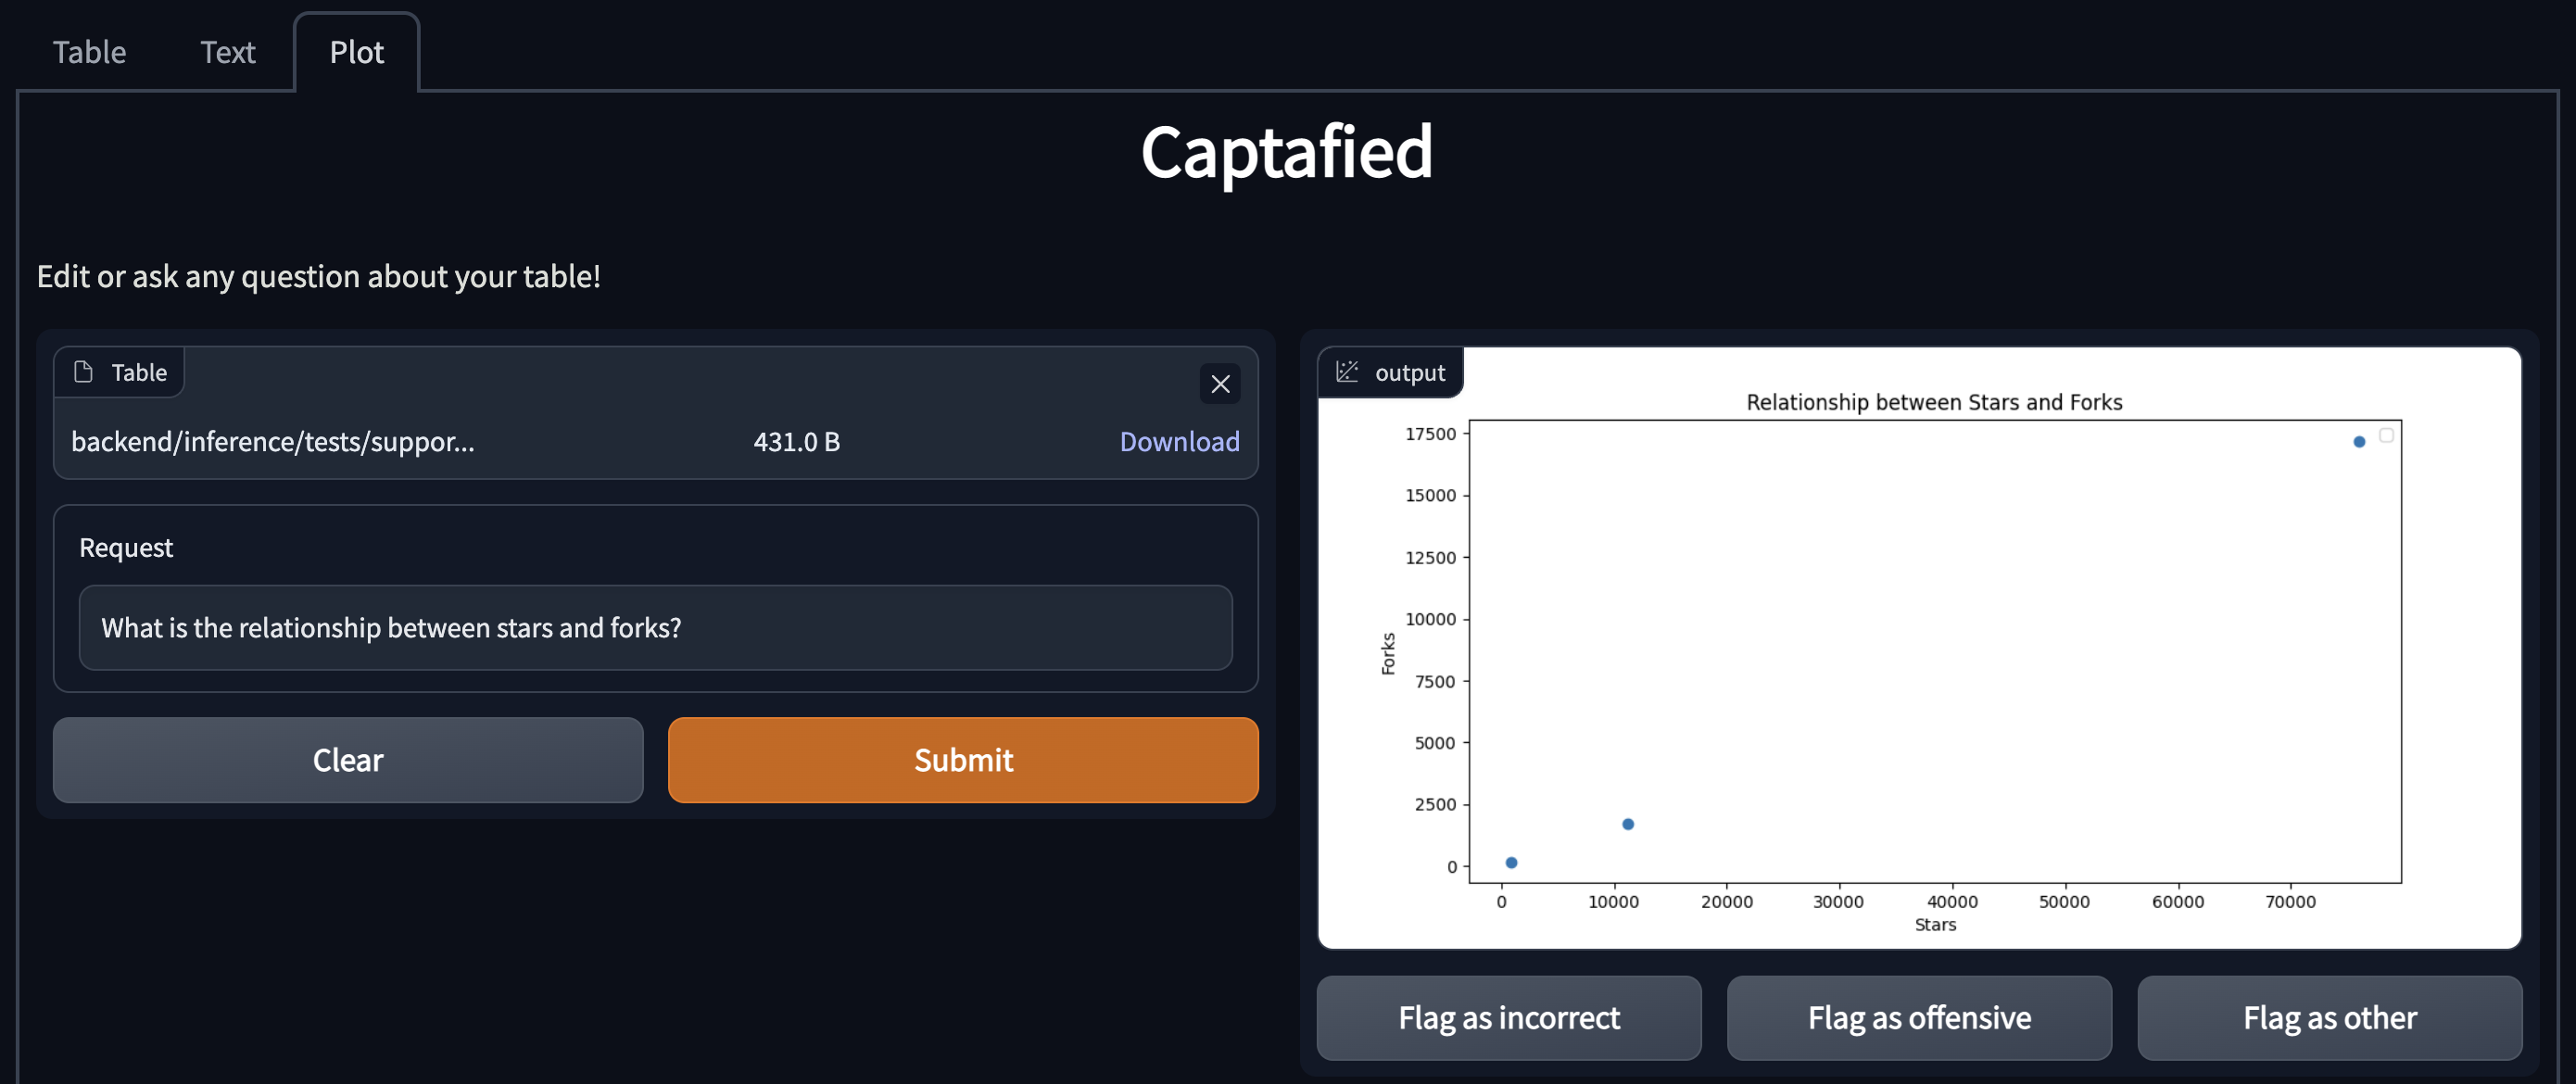 Table Text Plot
Captafied
Edit or ask any question about your table!
Table
backend/inference/tests/suppor... 431.0 B Download
Request
What is the relationship between stars and forks?
Clear Submit
output
Relationship between Stars and Forks
17500
15000
12500
10000
7500
5000
2500
0
Forks
0 10000 20000 30000 40000 50000 60000 70000
Stars
Flag as incorrect Flag as offensive Flag as other